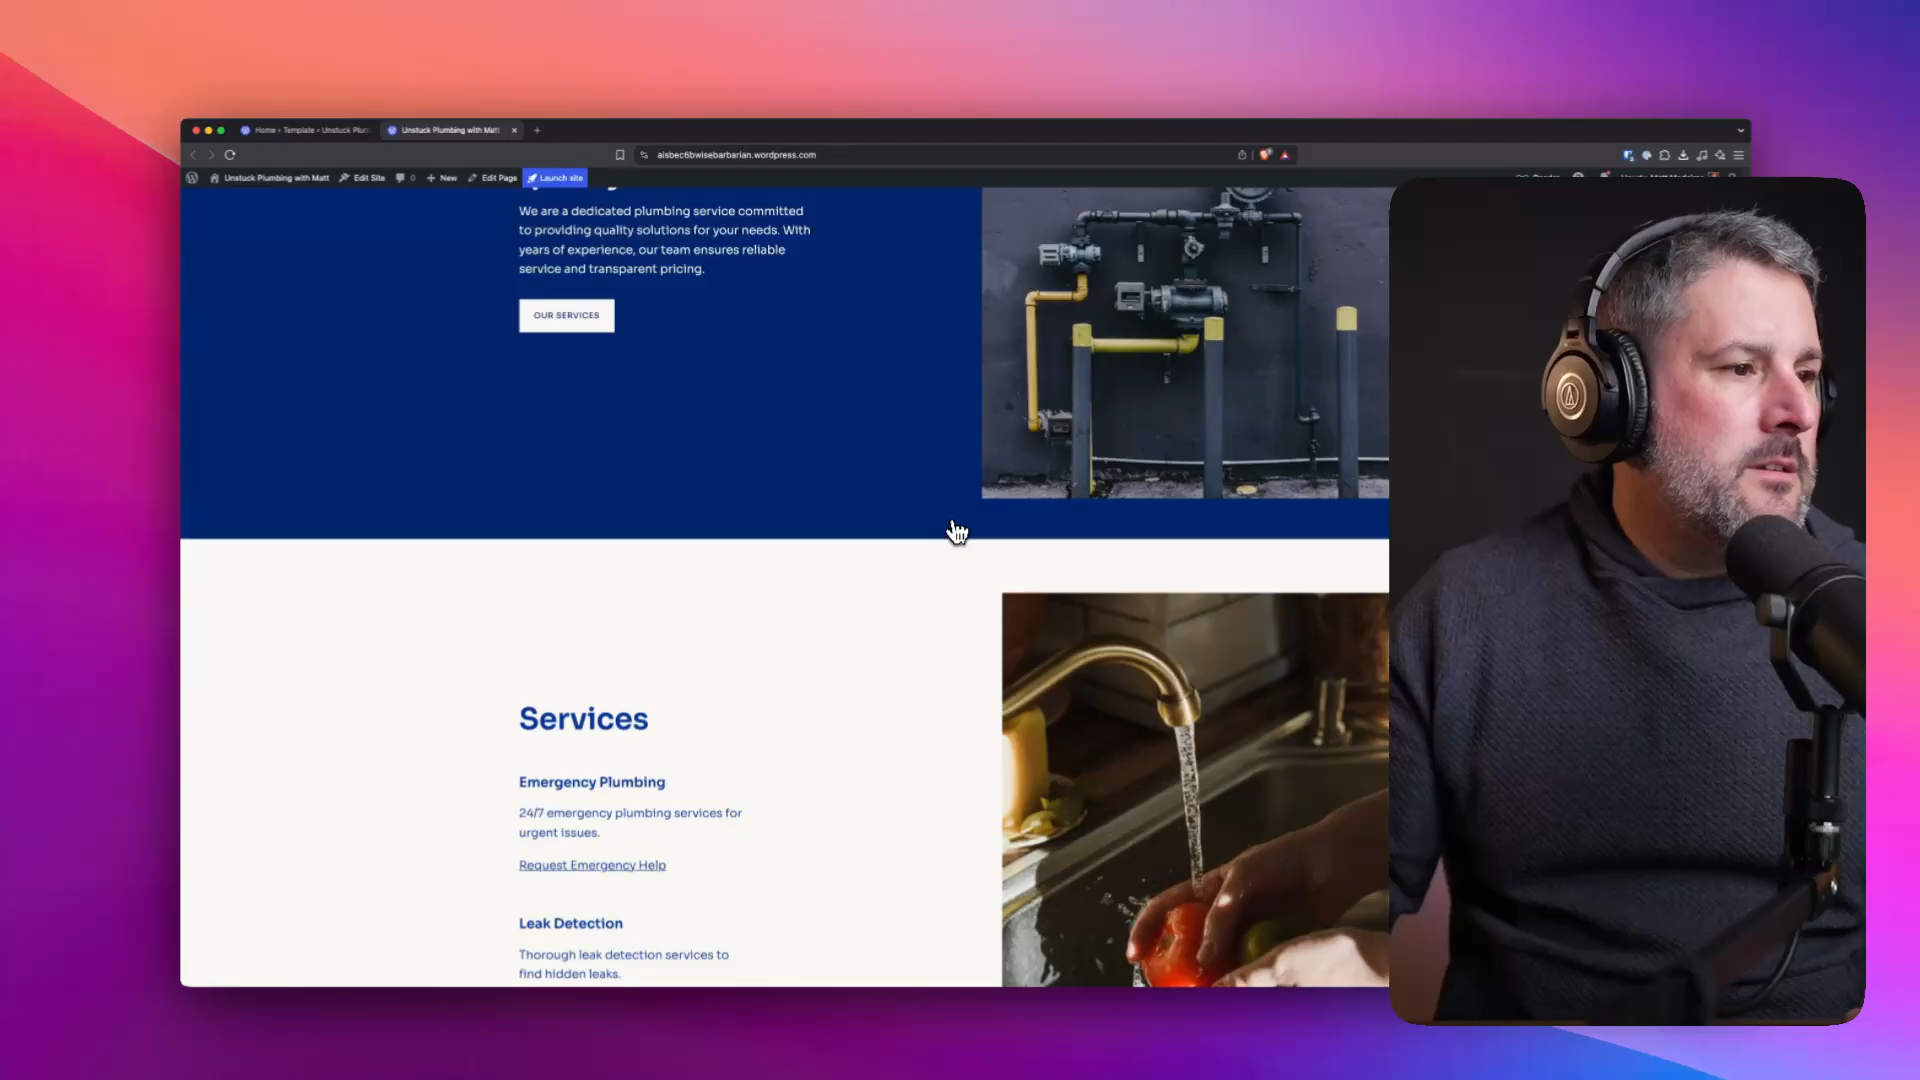 Home ‹ Template ‹ Unstuck Plum
Unstuck Plumbing with Matt
aisbec6bwisebarbarian.wordpress.com
Unstuck Plumbing with Matt
Edit Site
0
New
Edit Page
Launch site
We are a dedicated plumbing service committed
to providing quality solutions for your needs. With
years of experience, our team ensures reliable
service and transparent pricing.
OUR SERVICES
Services
Emergency Plumbing
24/7 emergency plumbing services for
urgent issues.
Request Emergency Help
Leak Detection
Thorough leak detection services to
find hidden leaks.